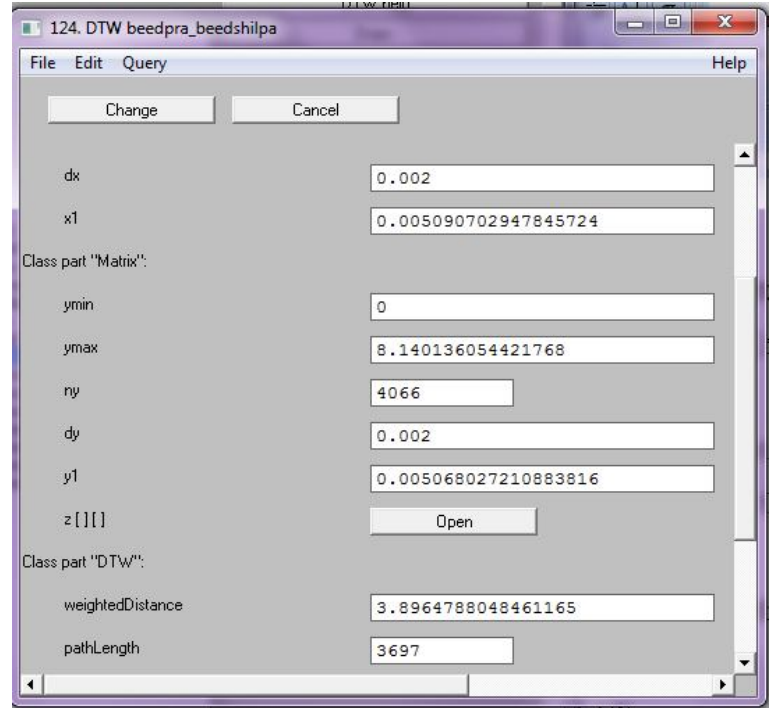 124. DTW beedpra_beedshilpa
File Edit Query Help
Change Cancel
dx 0.002
x1 0.005090702947845724
Class part "Matrix":
ymin 0
ymax 8.140136054421768
ny 4066
dy 0.002
y1 0.005068027210883816
z [ ] [ ] Open
Class part "DTW":
weightedDistance 3.8964788048461165
pathLength 3697